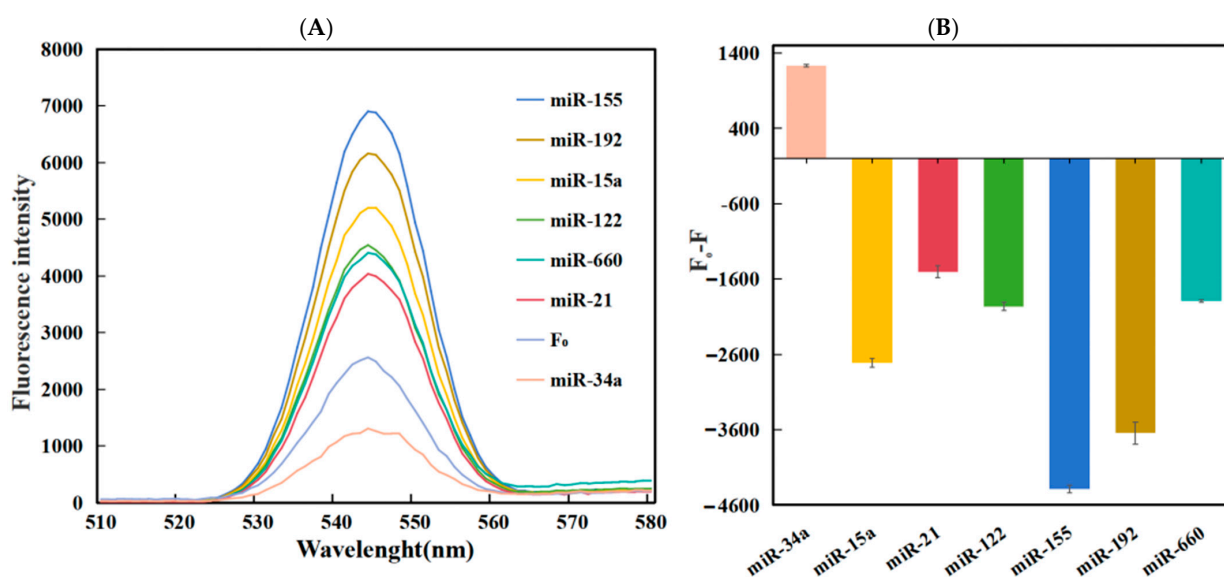 (A)
8000
7000
6000
5000
4000
3000
2000
1000
0
Fluorescence intensity
510 520 530 540 550 560 570 580
Wavelenght(nm)
miR-155
miR-192
miR-15a
miR-122
miR-660
miR-21
F₀
miR-34a
(B)
1400
400
-600
-1600
-2600
-3600
-4600
Fₒ-F
miR-34a miR-15a miR-21 miR-122 miR-155 miR-192 miR-660